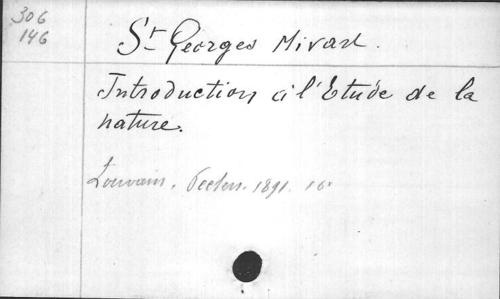 306
146
St Georges Mivart.
Introduction à l'Etude de la
nature.
Louvain. Peeters. 1891. 16°